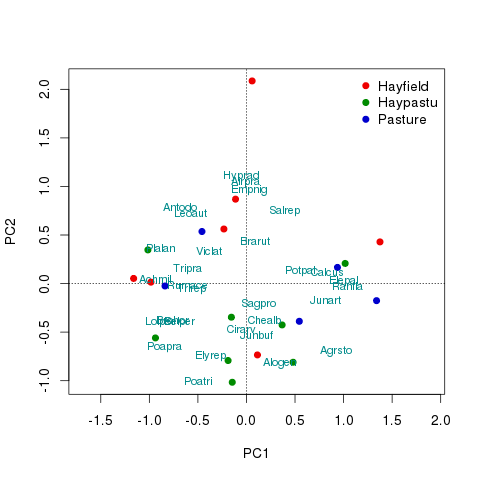 Hayfield
Haypastu
Pasture
2.0
1.5
1.0
0.5
0.0
-0.5
-1.0
PC2
Hyprad
Airpra
Empnig
Antodo
Leoaut
Salrep
Brarut
Plalan
Viclat
Tripra
Potpal
Calcus
Achmil
Elepal
Rumace
Ranfla
Trirep
Sagpro
Junart
Chealb
Cirarv
Junbuf
Poapra
Agrsto
Elyrep
Alogen
Poatri
-1.5 -1.0 -0.5 0.0 0.5 1.0 1.5 2.0
PC1